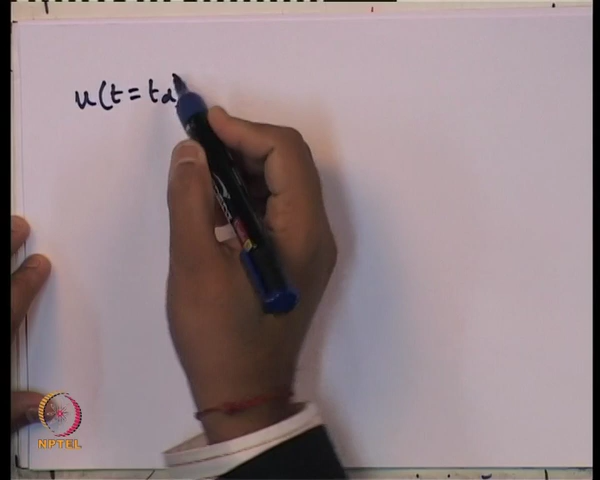 u(t = td)
NPTEL